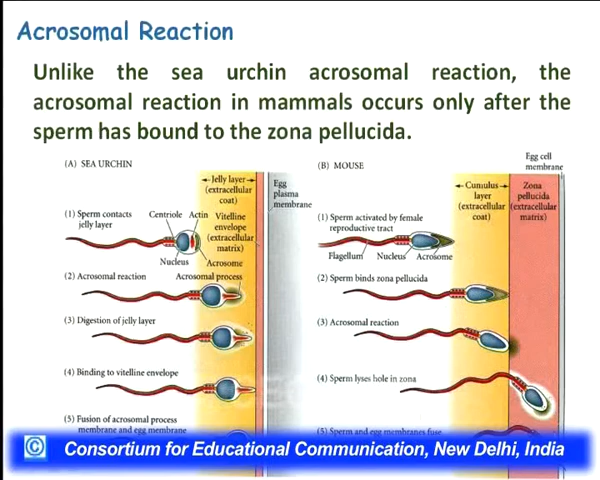 Acrosomal Reaction
Unlike the sea urchin acrosomal reaction, the
acrosomal reaction in mammals occurs only after the
sperm has bound to the zona pellucida.
(A) SEA URCHIN
Jelly layer
(extracellular
coat)
Egg
plasma
membrane
(1) Sperm contacts
jelly layer
Centriole Actin Vitelline
envelope
(extracellular
matrix)
Nucleus Acrosome
(2) Acrosomal reaction Acrosomal process
(3) Digestion of jelly layer
(4) Binding to vitelline envelope
(5) Fusion of acrosomal process
membrane and egg membrane
(B) MOUSE
Egg cell
membrane
Cumulus
layer
(extracellular
coat)
Zona
pellucida
(extracellular
matrix)
(1) Sperm activated by female
reproductive tract
Flagellum Nucleus Acrosome
(2) Sperm binds zona pellucida
(3) Acrosomal reaction
(4) Sperm lyses hole in zona
(5) Sperm and egg membranes fuse
© Consortium for Educational Communication, New Delhi, India